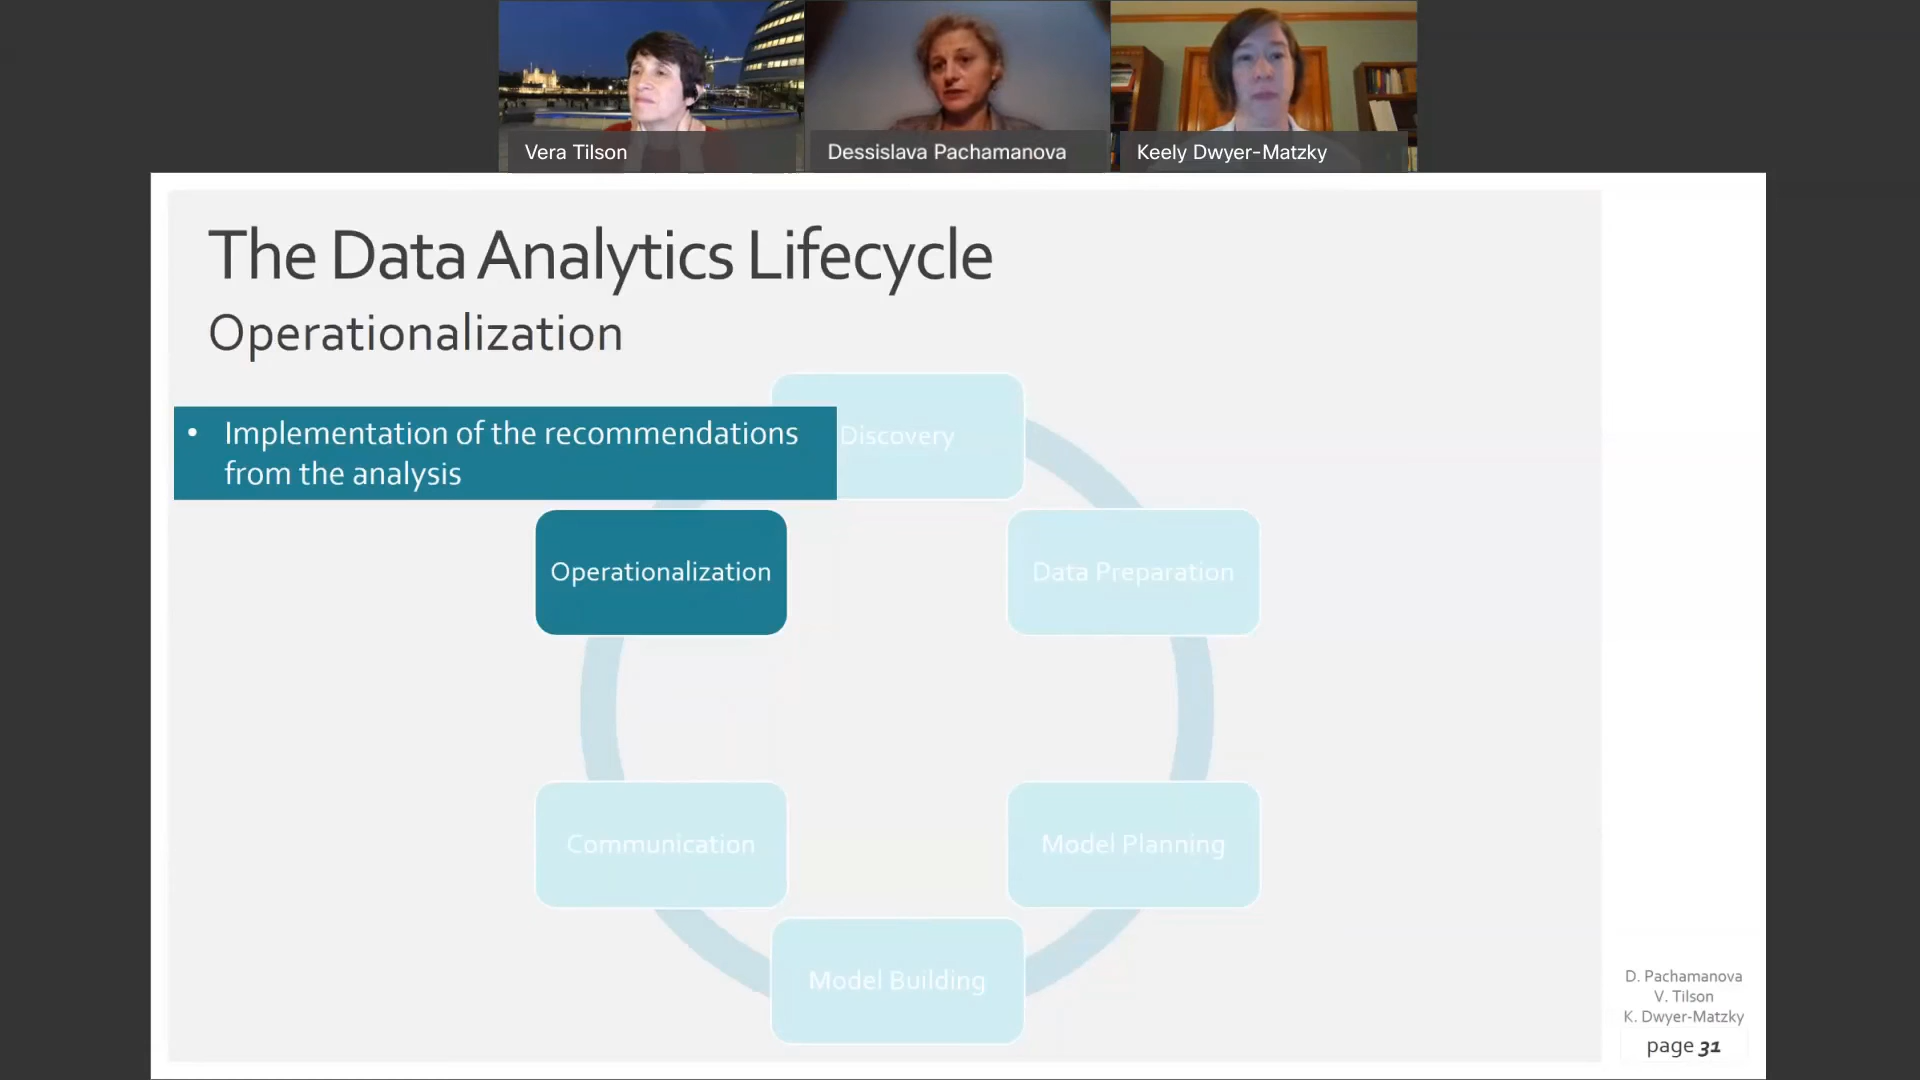 Vera Tilson
Dessislava Pachamanova
Keely Dwyer-Matzky
The Data Analytics Lifecycle
Operationalization
• Implementation of the recommendations
from the analysis
Discovery
Operationalization
Data Preparation
Communication
Model Planning
Model Building
D. Pachamanova
V. Tilson
K. Dwyer-Matzky
page 31